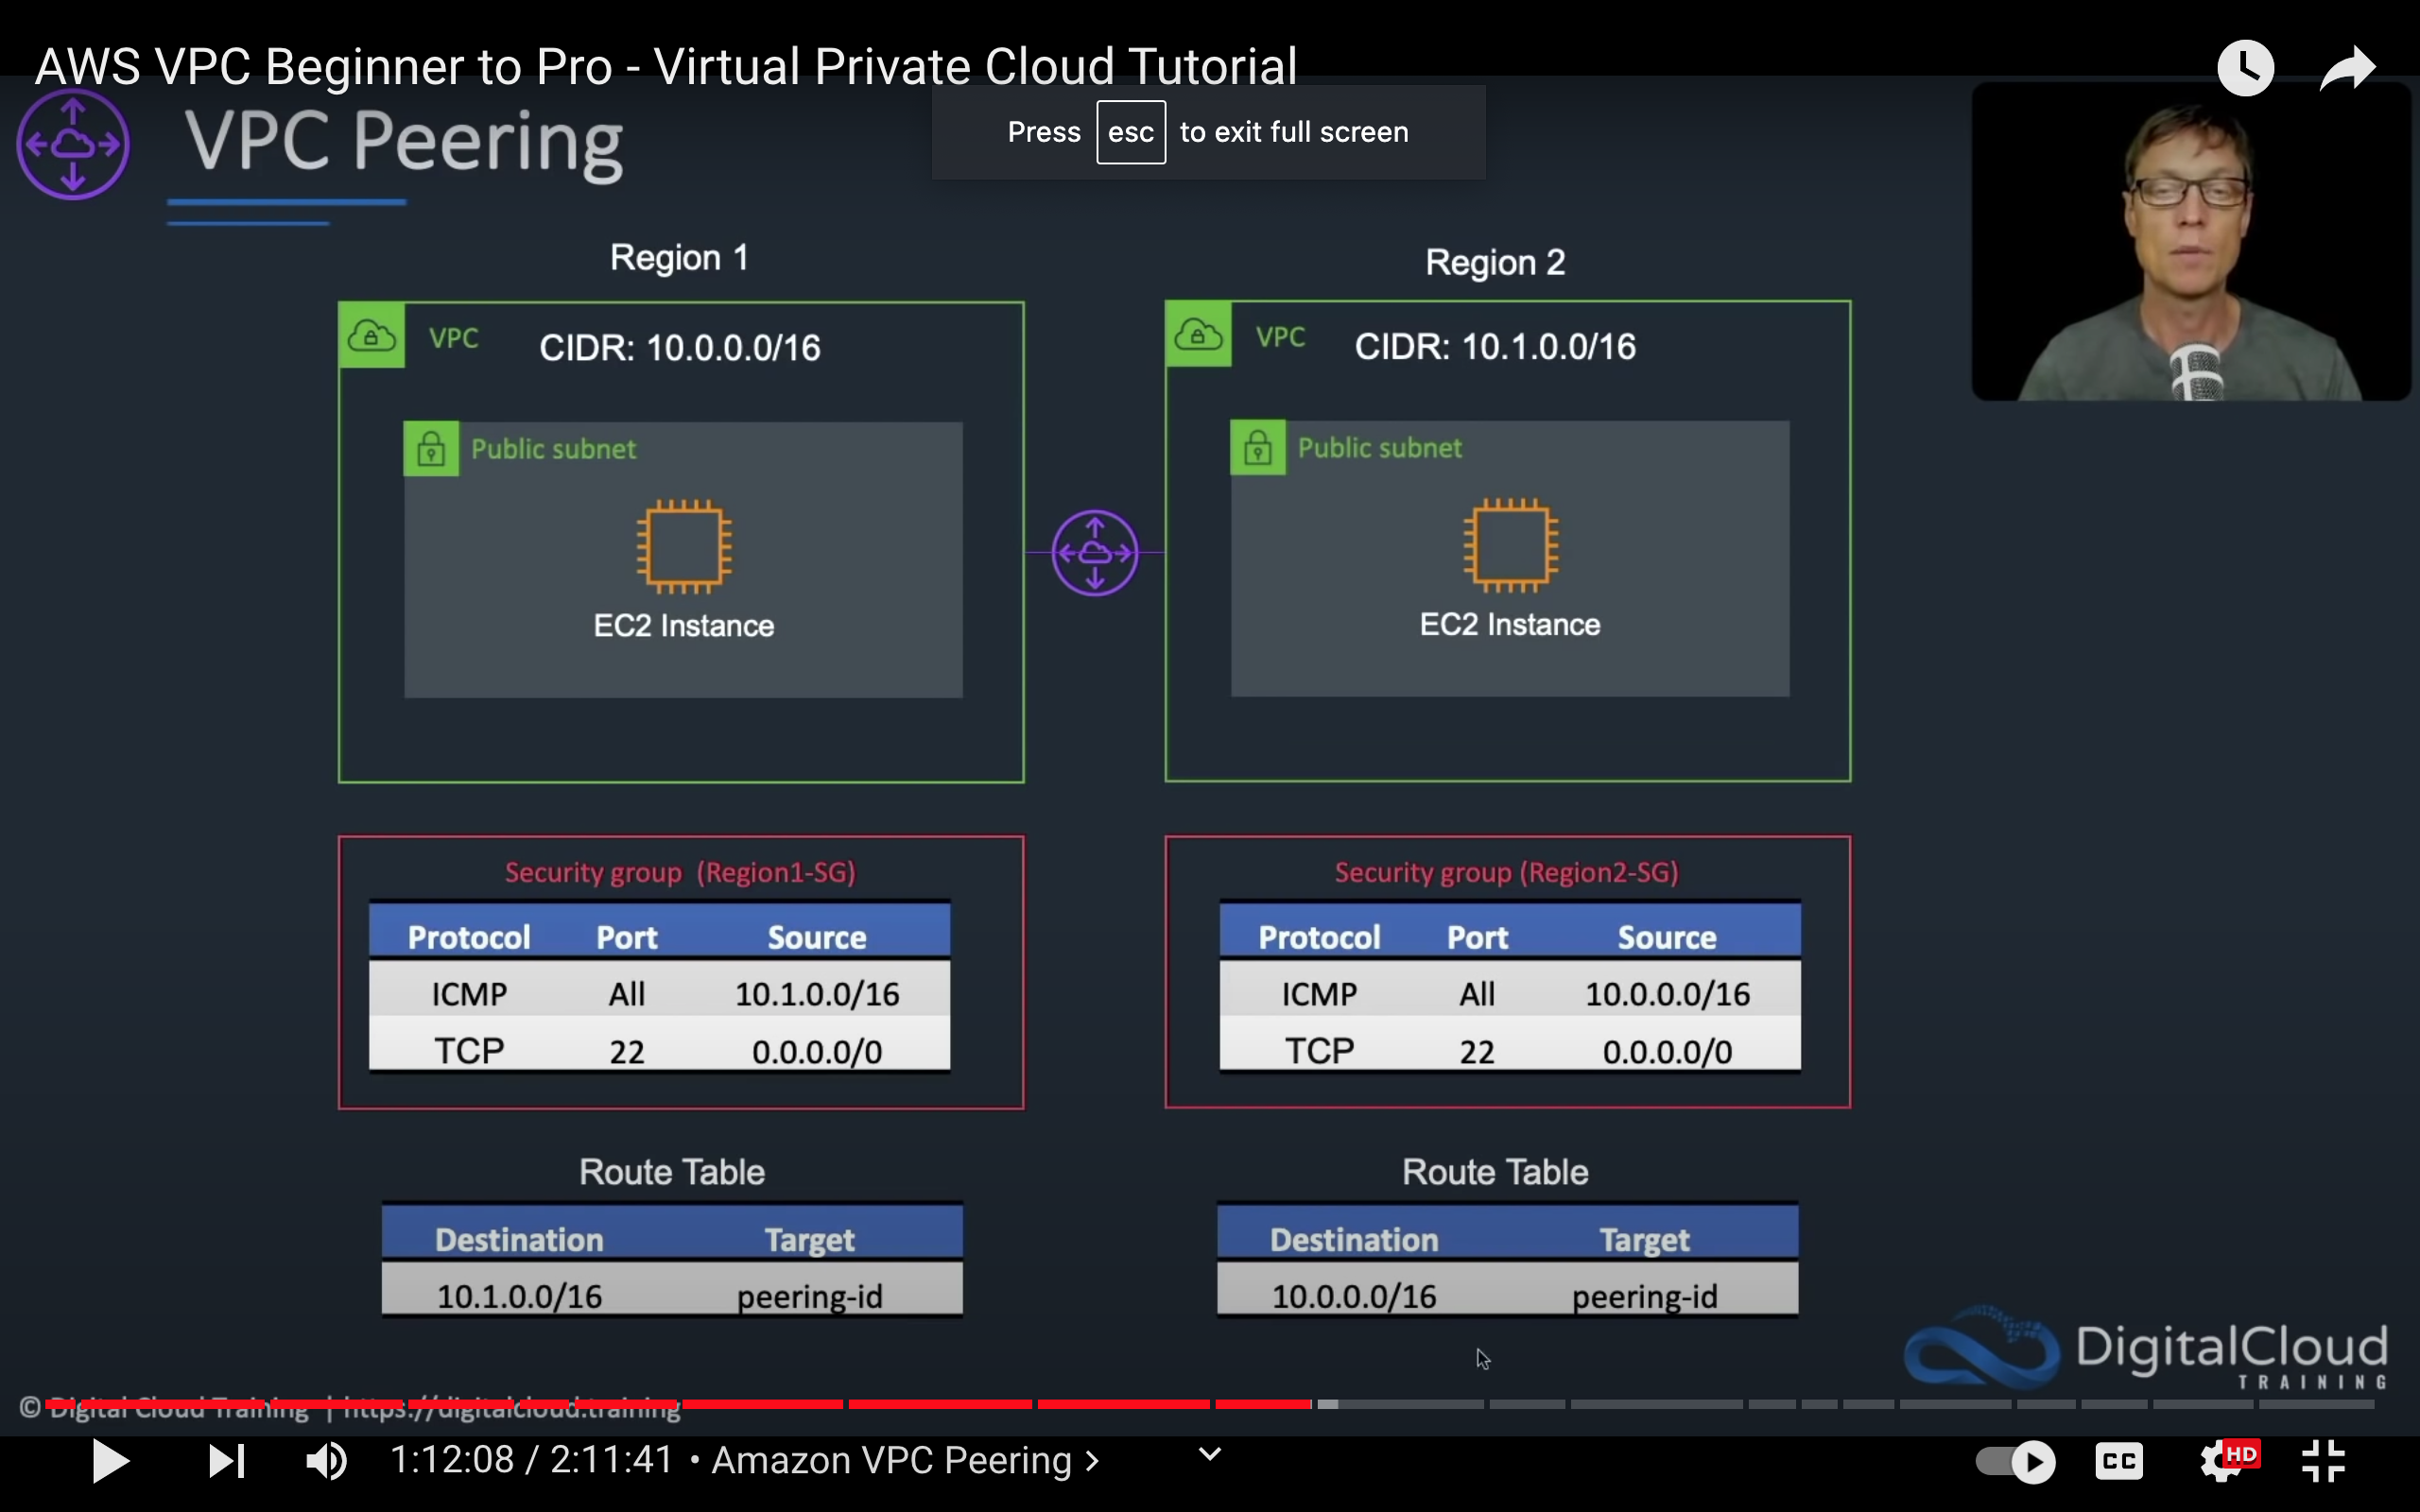 AWS VPC Beginner to Pro - Virtual Private Cloud Tutorial
Press esc to exit full screen
VPC Peering
Region 1
Region 2
VPC CIDR: 10.0.0.0/16
VPC CIDR: 10.1.0.0/16
Public subnet
Public subnet
EC2 Instance
EC2 Instance
Security group (Region1-SG)
Protocol Port Source
ICMP All 10.1.0.0/16
TCP 22 0.0.0.0/0
Security group (Region2-SG)
Protocol Port Source
ICMP All 10.0.0.0/16
TCP 22 0.0.0.0/0
Route Table
Destination Target
10.1.0.0/16 peering-id
Route Table
Destination Target
10.0.0.0/16 peering-id
DigitalCloud
TRAINING
© Digital Cloud Training | https://digitalcloud.training
1:12:08 / 2:11:41 • Amazon VPC Peering ›
CC
HD